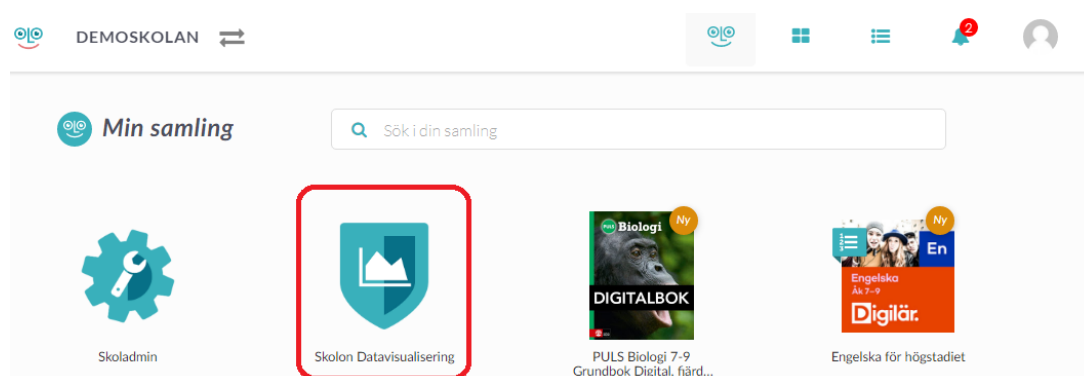 DEMOSKOLAN
2
Min samling
Sök i din samling
Ny
PULS Biologi
DIGITALBOK
Ny
En
Engelska
Åk 7-9
Digilär.
Skoladmin
Skolon Datavisualisering
PULS Biologi 7-9
Grundbok Digital, fjärd...
Engelska för högstadiet